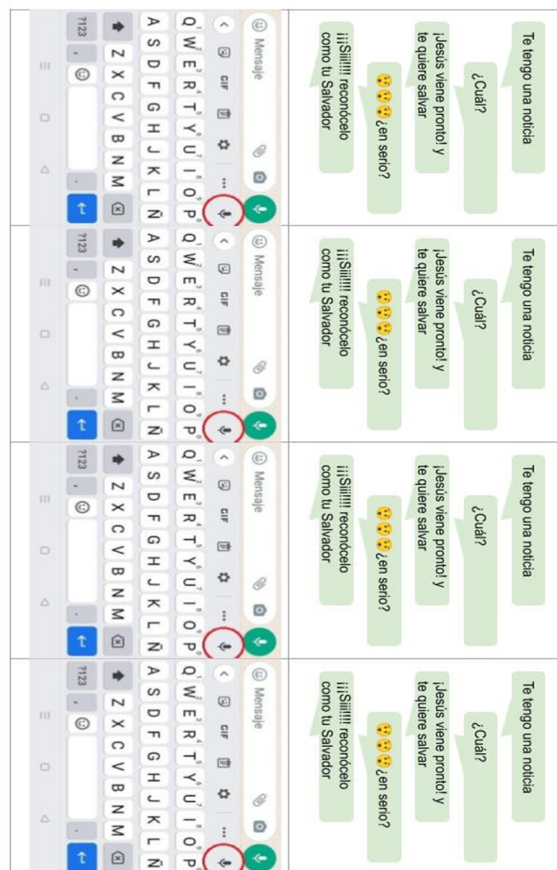 Te tengo una noticia
¿Cuál?
¡Jesús viene pronto! y
te quiere salvar
😮😮😮¿en serio?
¡¡¡Siii!!!! reconócelo
como tu Salvador
Mensaje
GIF ...
Q W E R T Y U I O P
A S D F G H J K L Ñ
Z X C V B N M
?123 , .
Te tengo una noticia
¿Cuál?
¡Jesús viene pronto! y
te quiere salvar
😮😮😮¿en serio?
¡¡¡Siii!!!! reconócelo
como tu Salvador
Mensaje
GIF ...
Q W E R T Y U I O P
A S D F G H J K L Ñ
Z X C V B N M
?123 , .
Te tengo una noticia
¿Cuál?
¡Jesús viene pronto! y
te quiere salvar
😮😮😮¿en serio?
¡¡¡Siii!!!! reconócelo
como tu Salvador
Mensaje
GIF ...
Q W E R T Y U I O P
A S D F G H J K L Ñ
Z X C V B N M
?123 , .
Te tengo una noticia
¿Cuál?
¡Jesús viene pronto! y
te quiere salvar
😮😮😮¿en serio?
¡¡¡Siii!!!! reconócelo
como tu Salvador
Mensaje
GIF ...
Q W E R T Y U I O P
A S D F G H J K L Ñ
Z X C V B N M
?123 , .